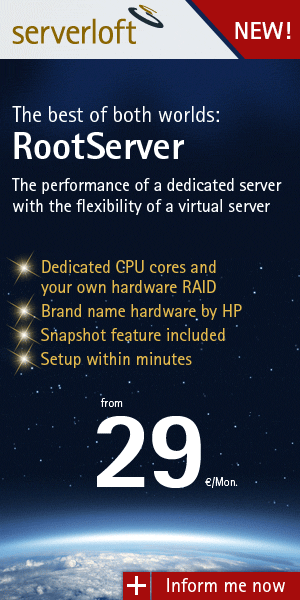 serverloft
NEW!
The best of both worlds:
RootServer
The performance of a dedicated server
with the flexibility of a virtual server
Dedicated CPU cores and
your own hardware RAID
Brand name hardware by HP
Snapshot feature included
Setup within minutes
from
29
€/Mon.
+ Inform me now